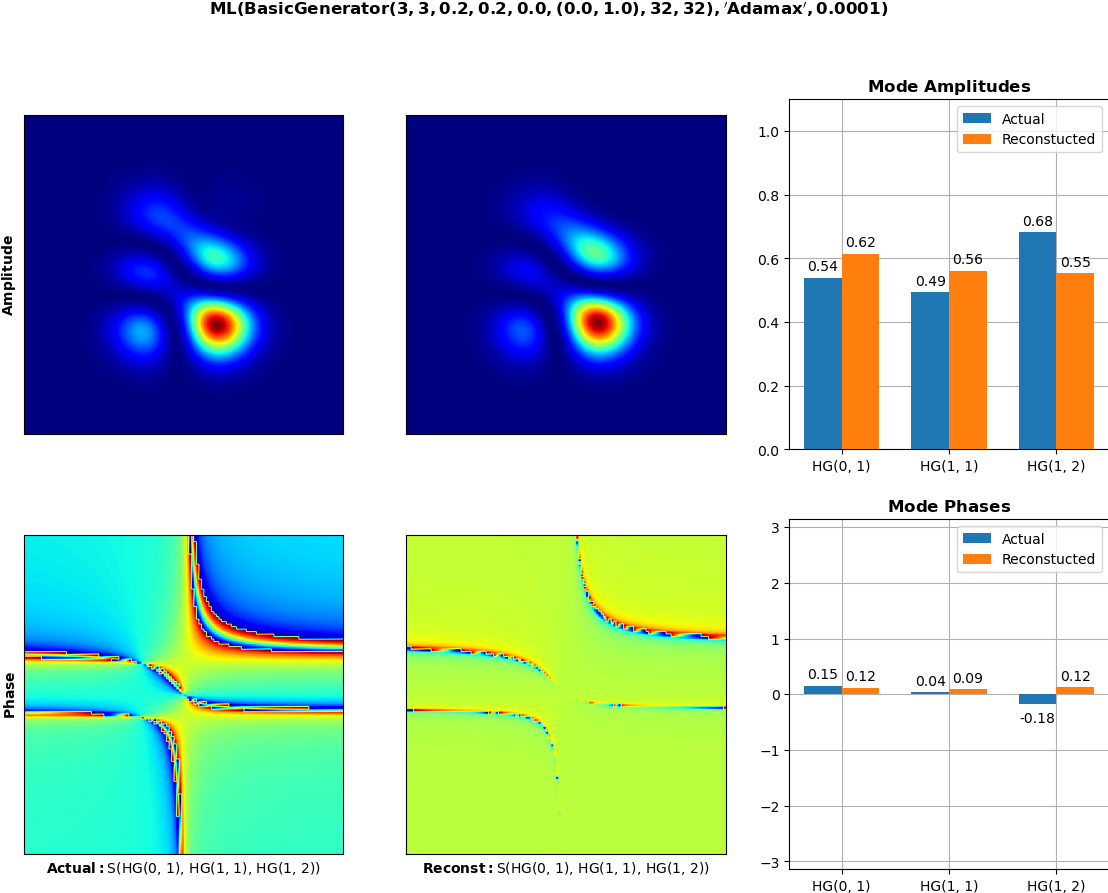 ML(BasicGenerator(3, 3, 0.2, 0.2, 0.0, (0.0, 1.0), 32, 32), ′Adamax′, 0.0001)
Amplitude
Mode Amplitudes
Actual
Reconstucted
1.0
0.8
0.6
0.4
0.2
0.0
0.54
0.62
0.49
0.56
0.68
0.55
HG(0, 1)
HG(1, 1)
HG(1, 2)
Phase
Actual: S(HG(0, 1), HG(1, 1), HG(1, 2))
Reconst: S(HG(0, 1), HG(1, 1), HG(1, 2))
Mode Phases
Actual
Reconstucted
3
2
1
0
−1
−2
−3
0.15
0.12
0.04
0.09
-0.18
0.12
HG(0, 1)
HG(1, 1)
HG(1, 2)